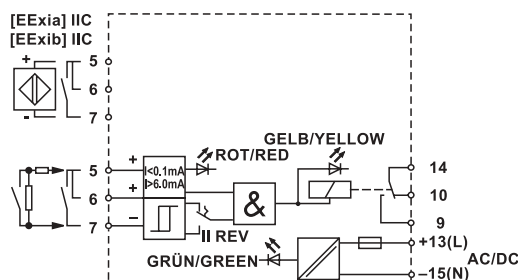 [EExia] IIC
[EExib] IIC
+
5
6
-
7
5
+
I<0.1mA
I>6.0mA
ROT/RED
GELB/YELLOW
14
6
+
&
10
7
–
II REV
9
GRÜN/GREEN
+13(L)
AC/DC
–15(N)